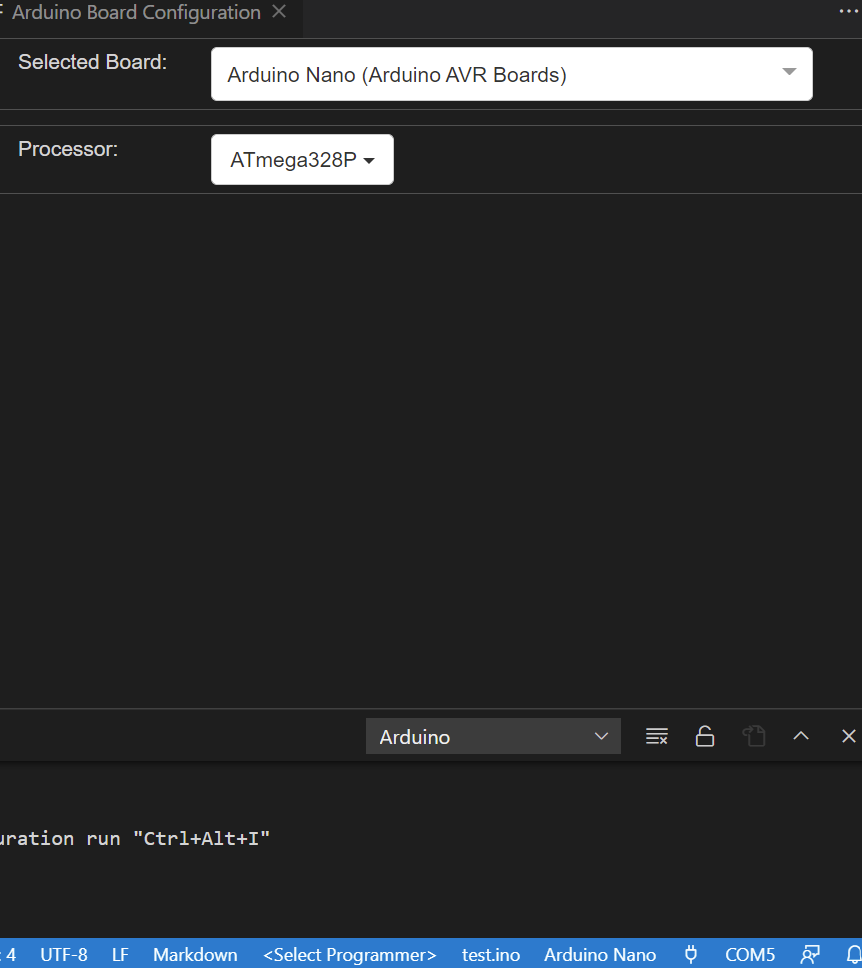 Arduino Board Configuration
Selected Board:
Arduino Nano (Arduino AVR Boards)
Processor:
ATmega328P
Arduino
uration run "Ctrl+Alt+I"
: 4 UTF-8 LF Markdown <Select Programmer> test.ino Arduino Nano COM5